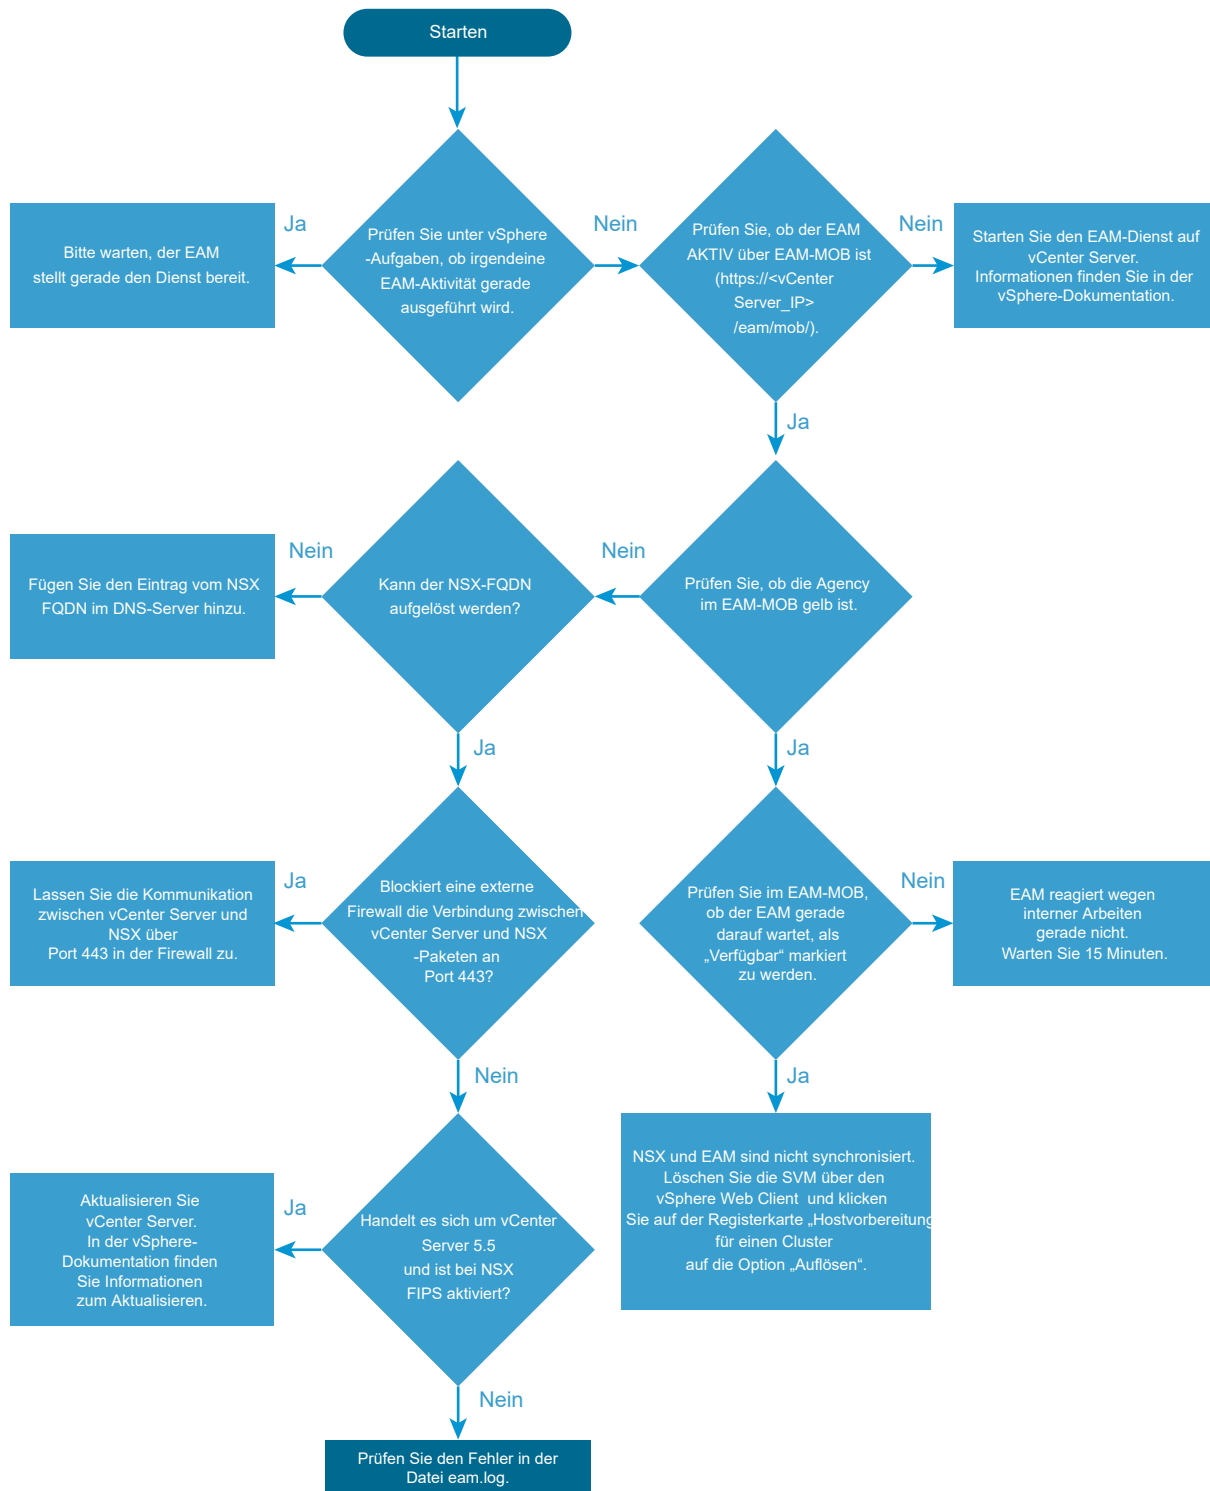 Starten
Ja
Bitte warten, der EAM
stellt gerade den Dienst bereit.
Prüfen Sie unter vSphere
-Aufgaben, ob irgendeine
EAM-Aktivität gerade
ausgeführt wird.
Nein
Prüfen Sie, ob der EAM
AKTIV über EAM-MOB ist
(https://<vCenter
Server_IP>
/eam/mob/).
Nein
Starten Sie den EAM-Dienst auf
vCenter Server.
Informationen finden Sie in der
vSphere-Dokumentation.
Ja
Fügen Sie den Eintrag vom NSX
FQDN im DNS-Server hinzu.
Nein
Kann der NSX-FQDN
aufgelöst werden?
Nein
Prüfen Sie, ob die Agency
im EAM-MOB gelb ist.
Ja
Ja
Lassen Sie die Kommunikation
zwischen vCenter Server und
NSX über
Port 443 in der Firewall zu.
Ja
Blockiert eine externe
Firewall die Verbindung zwischen
vCenter Server und NSX
-Paketen an
Port 443?
Prüfen Sie im EAM-MOB,
ob der EAM gerade
darauf wartet, als
„Verfügbar“ markiert
zu werden.
Nein
EAM reagiert wegen
interner Arbeiten
gerade nicht.
Warten Sie 15 Minuten.
Nein
Ja
Aktualisieren Sie
vCenter Server.
In der vSphere-
Dokumentation finden
Sie Informationen
zum Aktualisieren.
Ja
Handelt es sich um vCenter
Server 5.5
und ist bei NSX
FIPS aktiviert?
NSX und EAM sind nicht synchronisiert.
Löschen Sie die SVM über den
vSphere Web Client und klicken
Sie auf der Registerkarte „Hostvorbereitung
für einen Cluster
auf die Option „Auflösen“.
Nein
Prüfen Sie den Fehler in der
Datei eam.log.